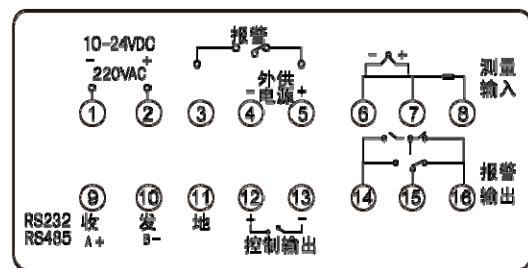 10-24VDC
- +
220VAC
报警
外供
- 电源 +
- +
测量
输入
① ② ③ ④ ⑤ ⑥ ⑦ ⑧
⑨ ⑩ ⑪ ⑫ ⑬ ⑭ ⑮ ⑯
报警
输出
RS232 收 发 地
RS485 A+ B-
+ -
控制输出